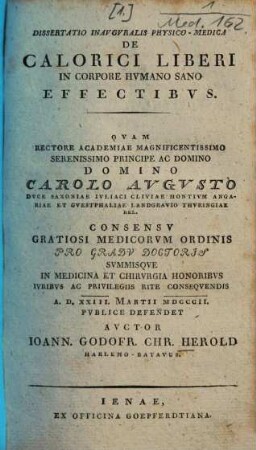 [1]
1
Med. 162.
DISSERTATIO INAVGVRALIS PHYSICO-MEDICA
DE
CALORICI LIBERI
IN CORPORE HVMANO SANO
EFFECTIBVS.
QVAM
RECTORE ACADEMIAE MAGNIFICENTISSIMO
SERENISSIMO PRINCIPE AC DOMINO
DOMINO
CAROLO AVGVSTO
DVCE SAXONIAE IVLIACI CLIVIAE MONTIVM ANGA-
RIAE ET GVESTPHALIAE LANDGRAVIO THVRINGIAE
REL.
CONSENSV
GRATIOSI MEDICORVM ORDINIS
PRO GRADV DOCTORIS
SVMMISQVE
IN MEDICINA ET CHIRVRGIA HONORIBVS
IVRIBVS AC PRIVILEGIIS RITE CONSEQVENDIS
A. D. XXIII. MARTII MDCCCII.
PVBLICE DEFENDET
AVCTOR
IOANN. GODOFR. CHR. HEROLD
HARLEMO-BATAVVS.
IENAE,
EX OFFICINA GOEPFERDTIANA.